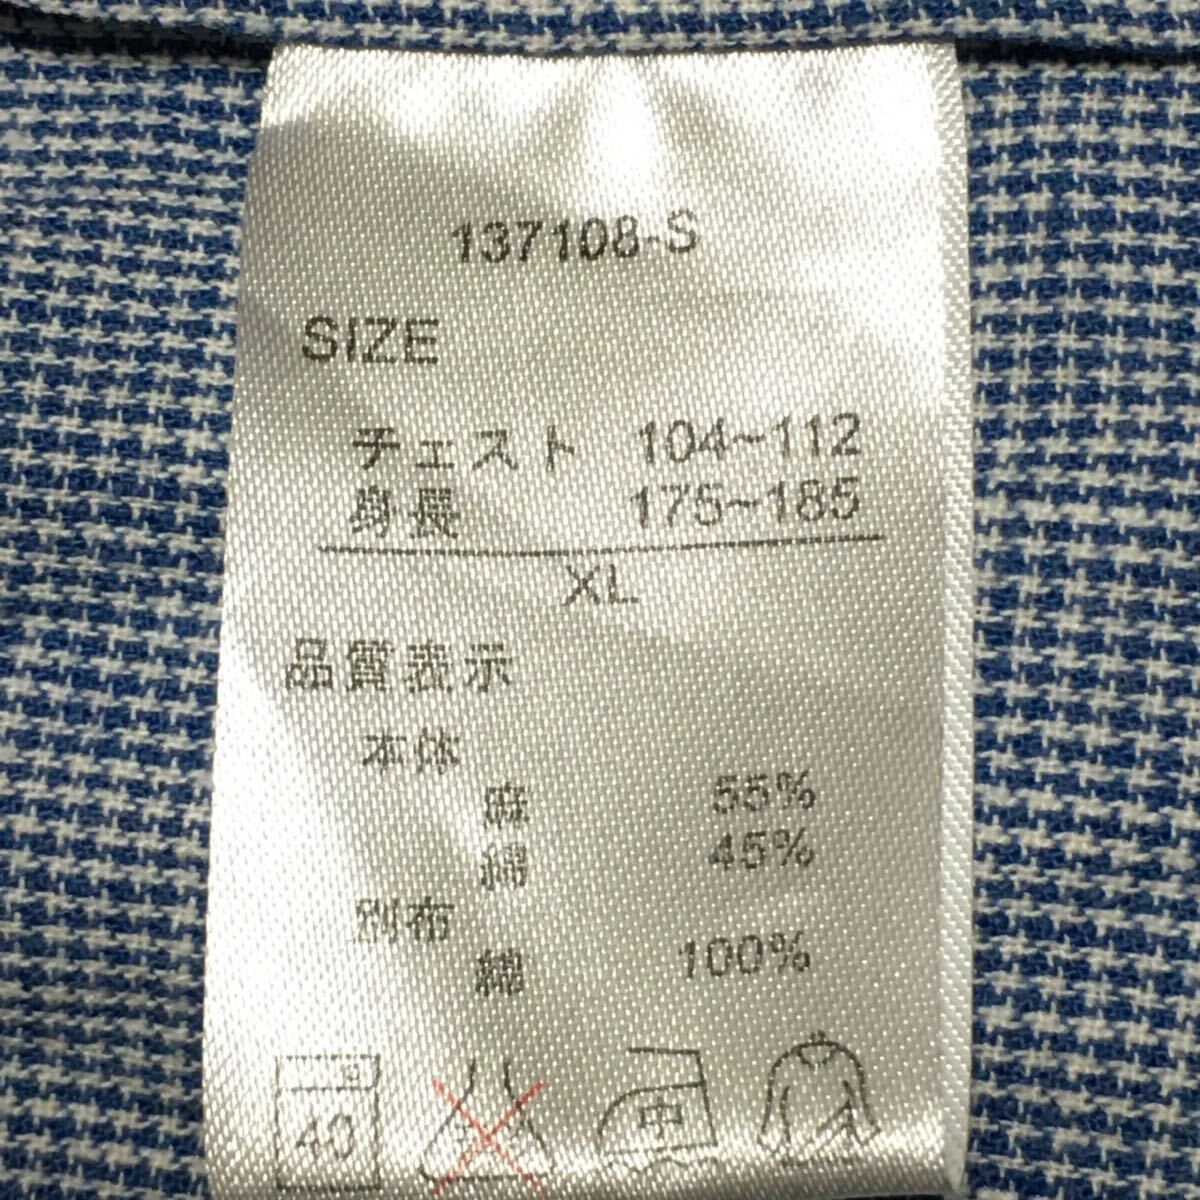 137108-S
SIZE
チェスト 104~112
身長 175~185
XL
品質表示
本体
麻 55%
綿 45%
別布
綿 100%
40 中